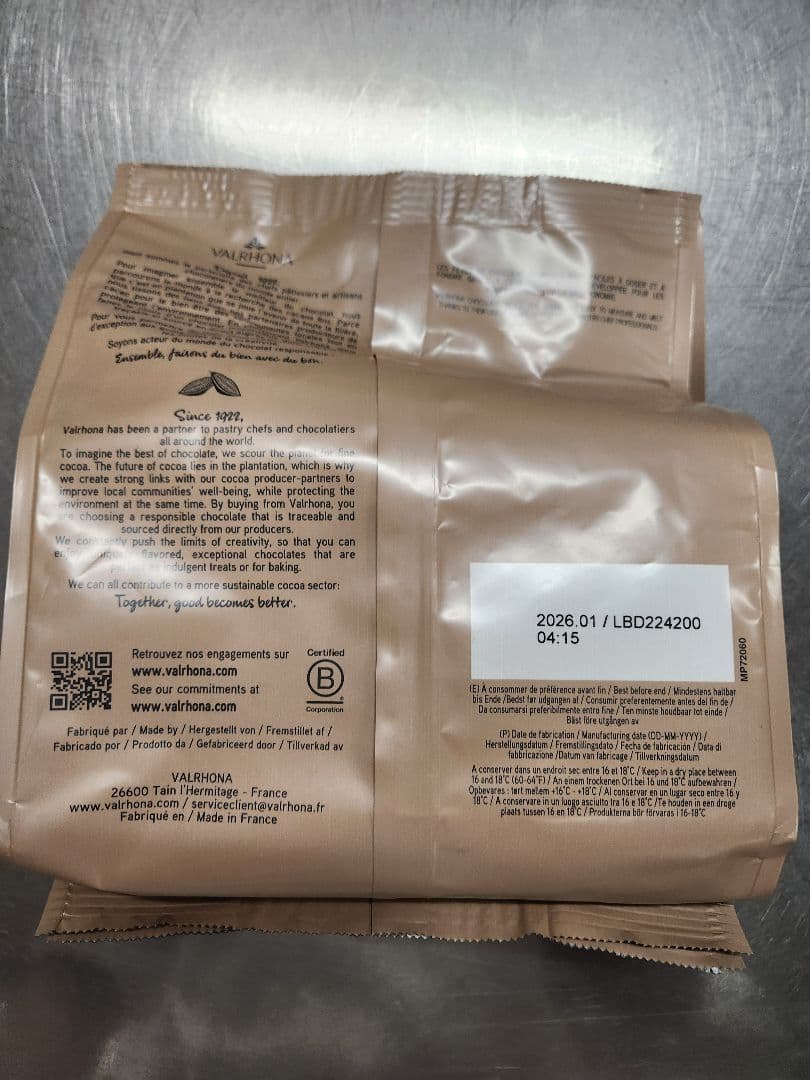 VALRHONA
Pour imaginer
Soyons acteur du monde du chocolat responsable
Ensemble, faisons du bien avec du bon.
Since 1922,
Valrhona has been a partner to pastry chefs and chocolatiers
all around the world.
To imagine the best of chocolate, we scour the planet for fine
cocoa. The future of cocoa lies in the plantation, which is why
we create strong links with our cocoa producer-partners to
improve local communities' well-being, while protecting the
environment at the same time. By buying from Valrhona, you
are choosing a responsible chocolate that is traceable and
sourced directly from our producers.
We constantly push the limits of creativity, so that you can
enjoy flavored, exceptional chocolates that are
indulgent treats or for baking.
We can all contribute to a more sustainable cocoa sector:
Together, good becomes better.
Retrouvez nos engagements sur
www.valrhona.com
See our commitments at
www.valrhona.com
Certified
B
Corporation
Fabriqué par / Made by / Hergestellt von / Fremstillet af /
Fabricado por / Prodotto da / Gefabriceerd door / Tillverkad av
VALRHONA
26600 Tain l'Hermitage - France
www.valrhona.com / serviceclient@valrhona.fr
Fabriqué en / Made in France
2026.01 / LBD224200
04:15
MP72060
(E) À consommer de préférence avant fin / Best before end / Mindestens haltbar
bis Ende / Bedst før udgangen af / Consumir preferentemente antes del fin de /
Da consumarsi preferibilmente entro fine / Ten minste houdbaar tot einde /
Bäst före utgången av
(P) Date de fabrication / Manufacturing date (DD-MM-YYYY) /
Herstellungsdatum / Fremstillingsdato / Fecha de fabricación / Data di
fabbricazione /Datum van fabricage / Tillverkningsdatum
A conserver dans un endroit sec entre 16 et 18°C / Keep in a dry place between
16 and 18°C (60-64°F) / An einem trockenen Ort bei 16 und 18°C aufbewahren /
Opbevares : tørt mellem +16°C - +18°C / Al conservar en un lugar seco entre 16 y
18°C / A conservare in un luogo asciutto tra 16 e 18°C /Te houden in een droge
plaats tussen 16 en 18°C / Produkterna bör förvaras i 16-18°C